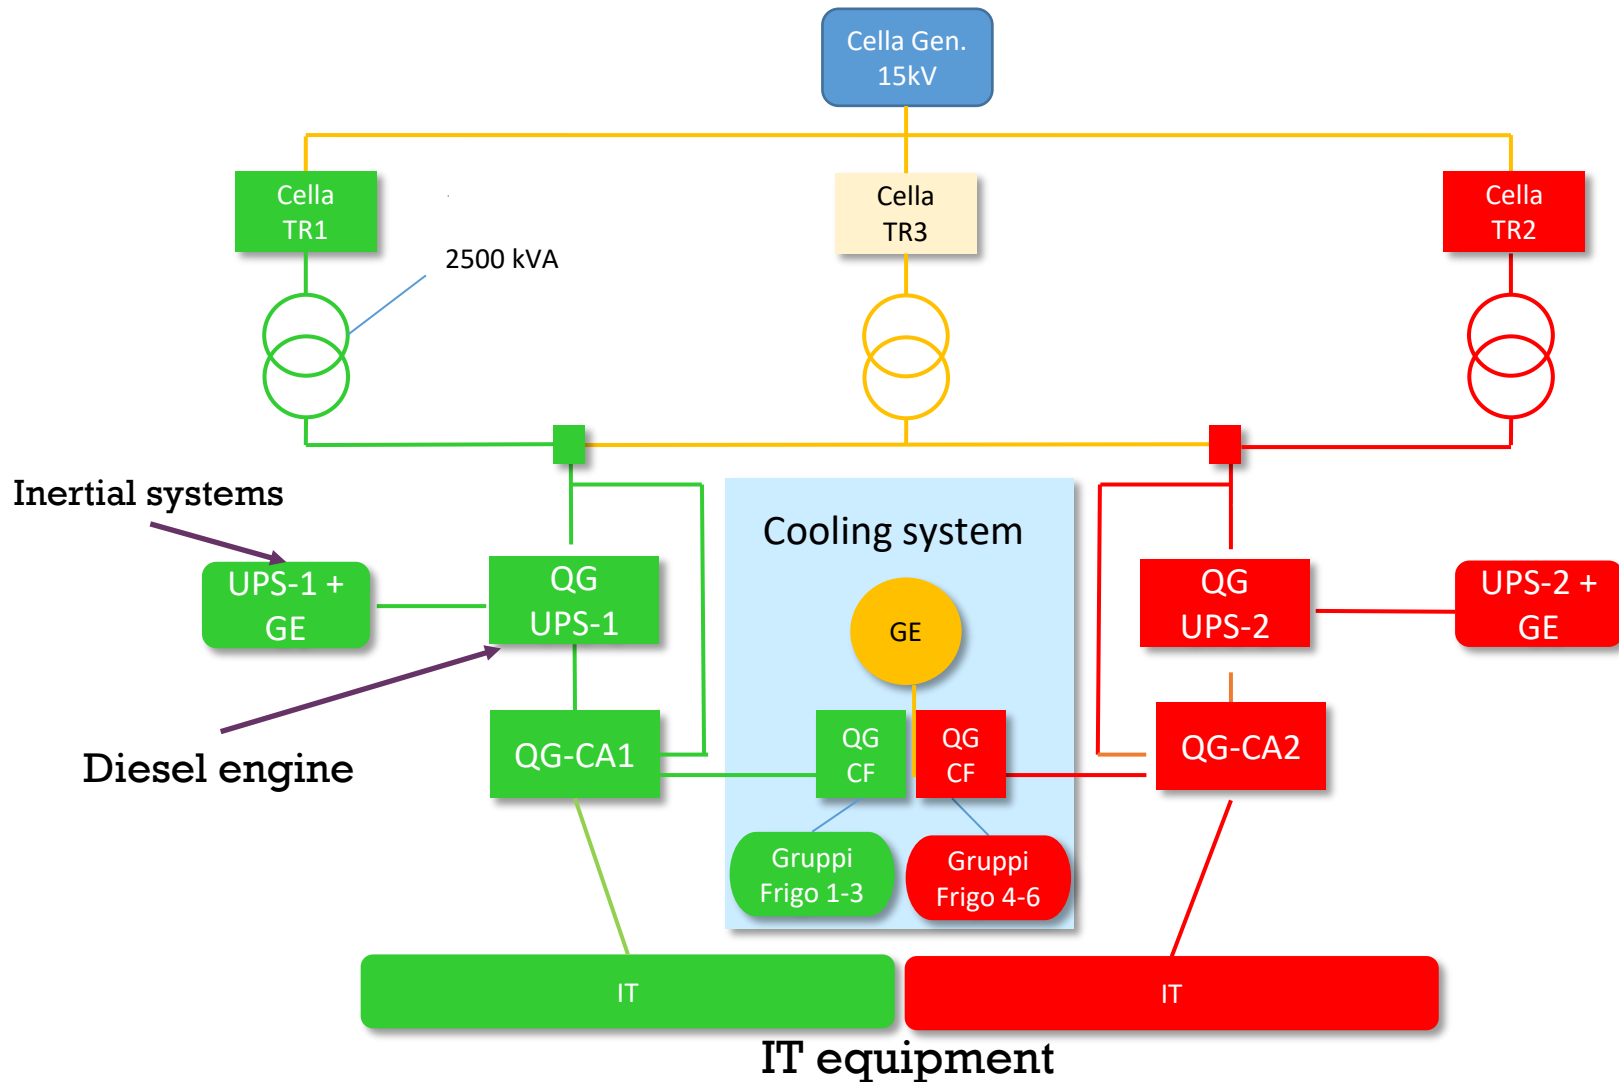 Cella Gen.
15kV
Cella
TR1
Cella
TR3
Cella
TR2
2500 kVA
Inertial systems
Cooling system
UPS-1 +
GE
QG
UPS-1
GE
QG
UPS-2
UPS-2 +
GE
QG-CA1
QG
CF
QG
CF
QG-CA2
Diesel engine
Gruppi
Frigo 1-3
Gruppi
Frigo 4-6
IT
IT
IT equipment